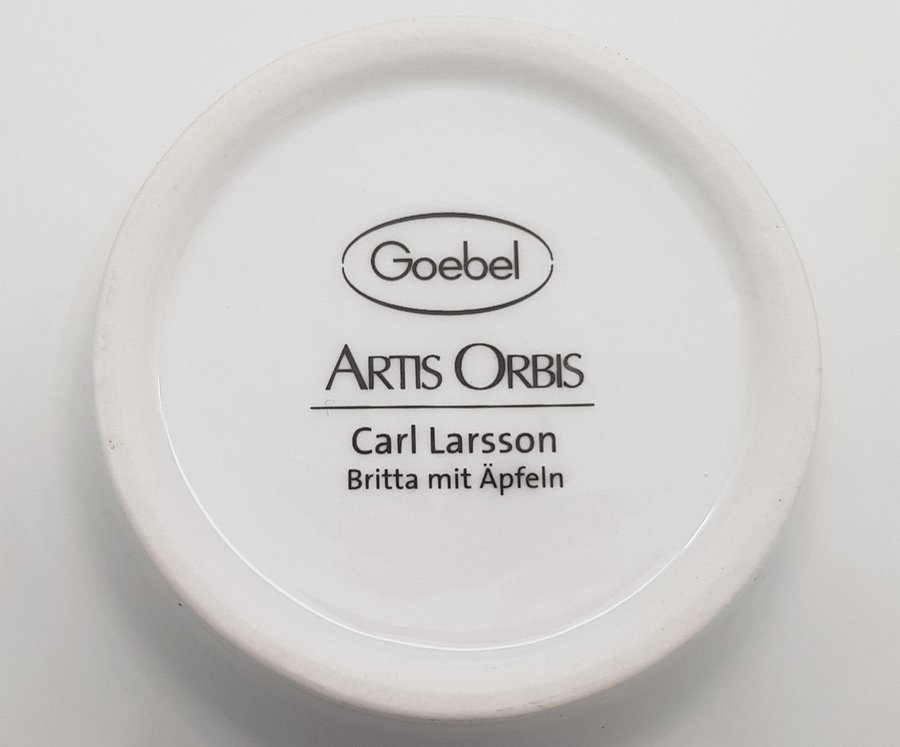 Goebel
ARTIS ORBIS
Carl Larsson
Britta mit Äpfeln